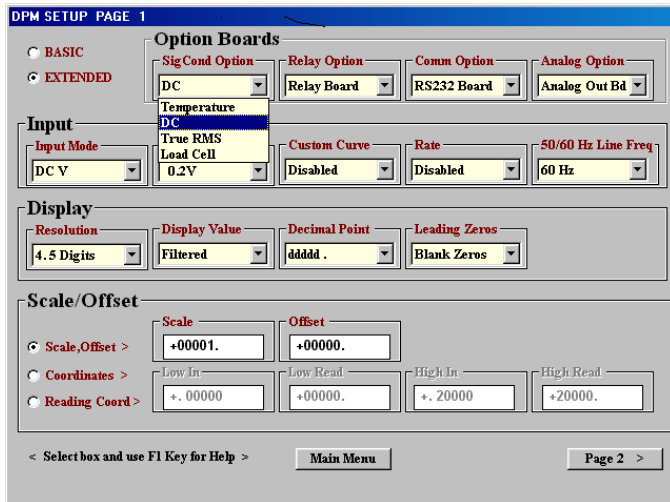 DPM SETUP PAGE 1
BASIC
EXTENDED
Option Boards
SigCond Option
Relay Option
Comm Option
Analog Option
DC
Relay Board
RS232 Board
Analog Out Bd
Temperature
DC
True RMS
Load Cell
Input
Input Mode
Custom Curve
Rate
50/60 Hz Line Freq
DC V
0.2V
Disabled
Disabled
60 Hz
Display
Resolution
Display Value
Decimal Point
Leading Zeros
4.5 Digits
Filtered
ddddd .
Blank Zeros
Scale/Offset
Scale
Offset
Scale,Offset >
+00001.
+00000.
Coordinates >
Reading Coord >
Low In
Low Read
High In
High Read
+. 00000
+00000.
+. 20000
+20000.
< Select box and use F1 Key for Help >
Main Menu
Page 2 >